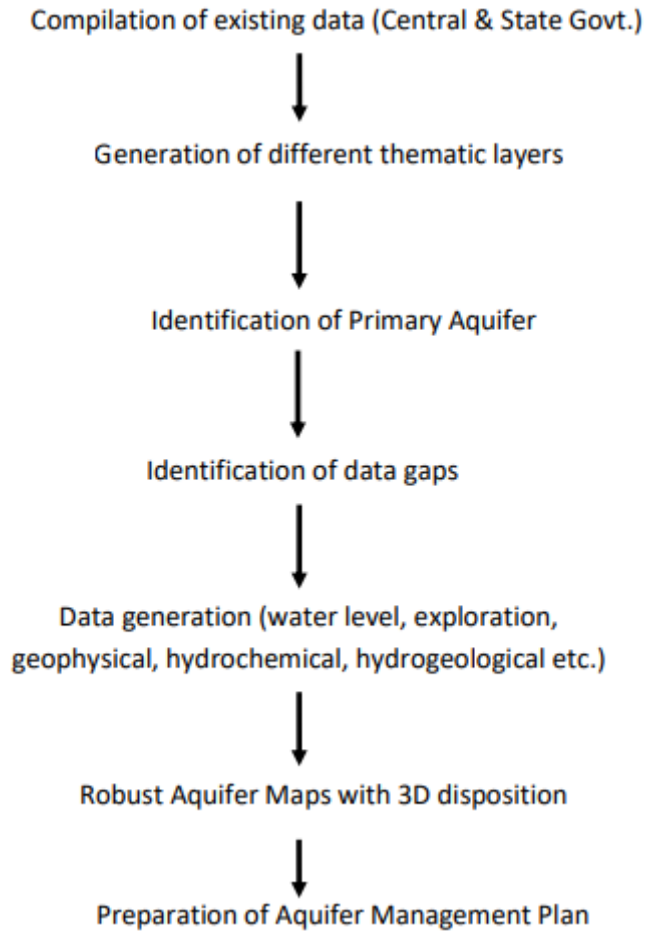 Compilation of existing data (Central & State Govt.)
Generation of different thematic layers
Identification of Primary Aquifer
Identification of data gaps
Data generation (water level, exploration,
geophysical, hydrochemical, hydrogeological etc.)
Robust Aquifer Maps with 3D disposition
Preparation of Aquifer Management Plan